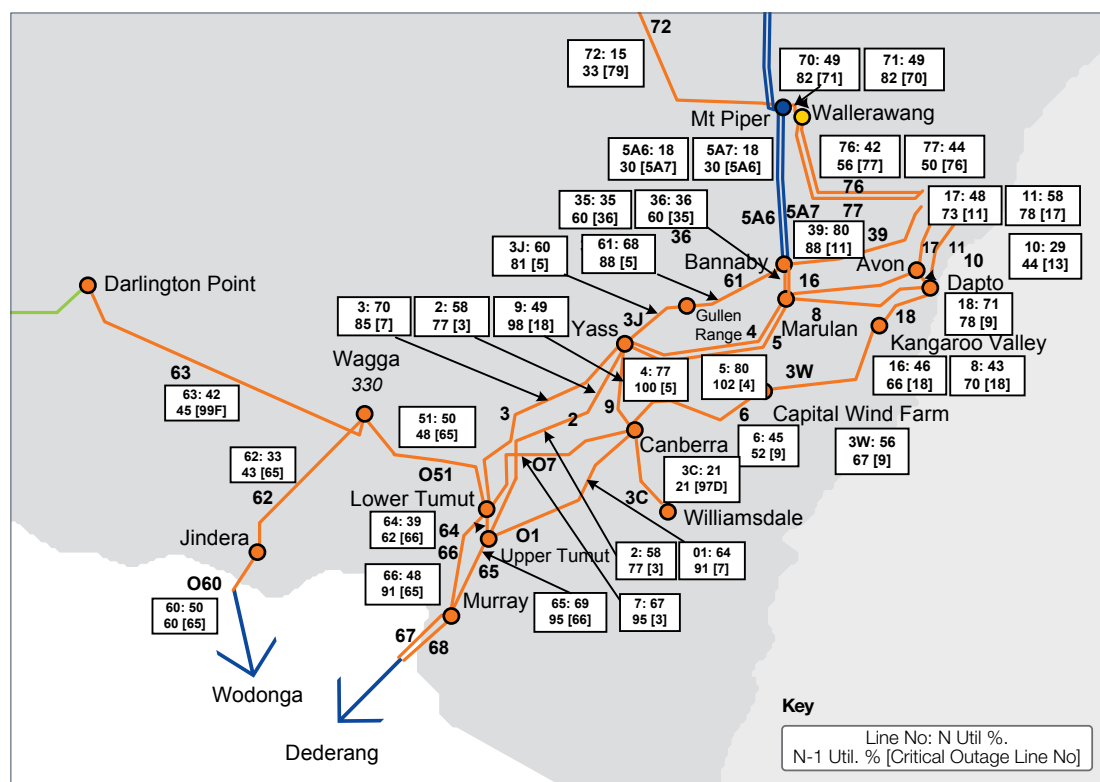 72
72: 15
33 [79]
70: 49
82 [71]
71: 49
82 [70]
Mt Piper
Wallerawang
5A6: 18
30 [5A7]
5A7: 18
30 [5A6]
76: 42
56 [77]
77: 44
50 [76]
76
35: 35
60 [36]
36: 36
60 [35]
17: 48
73 [11]
11: 58
78 [17]
5A6
5A7
77
36
39: 80
88 [11]
39
3J: 60
81 [5]
61: 68
88 [5]
17
11
10: 29
44 [13]
10
Bannaby
Avon
61
16
Darlington Point
Dapto
3: 70
85 [7]
2: 58
77 [3]
9: 49
98 [18]
3J
Gullen
Range
8
Marulan
18
18: 71
78 [9]
Yass
4
5
Kangaroo Valley
Wagga
330
63
63: 42
45 [99F]
4: 77
100 [5]
5: 80
102 [4]
3W
16: 46
66 [18]
8: 43
70 [18]
3
2
9
6
Capital Wind Farm
51: 50
48 [65]
Canberra
6: 45
52 [9]
3W: 56
67 [9]
62: 33
43 [65]
O51
O7
3C: 21
21 [97D]
62
Lower Tumut
3C
Williamsdale
64: 39
62 [66]
64
O1
Jindera
66
Upper Tumut
65
2: 58
77 [3]
01: 64
91 [7]
O60
66: 48
91 [65]
60: 50
60 [65]
Murray
65: 69
95 [66]
7: 67
95 [3]
67
68
Wodonga
Dederang
Key
Line No: N Util %.
N-1 Util. % [Critical Outage Line No]